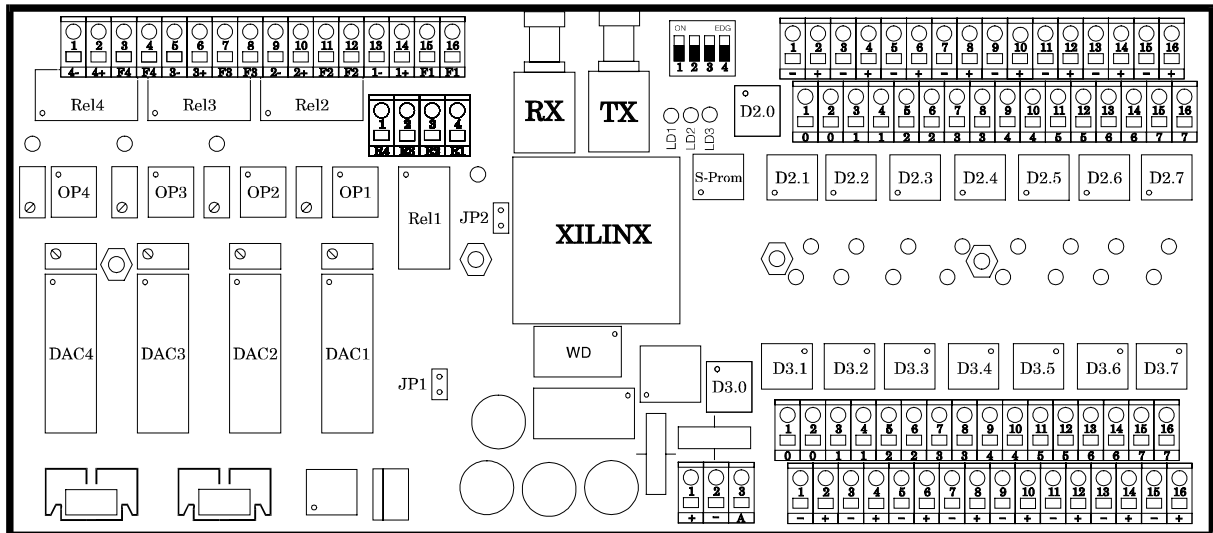 1 2 3 4 5 6 7 8 9 10 11 12 13 14 15 16
4- 4+ F4 F4 3- 3+ F3 F3 2- 2+ F2 F2 1- 1+ F1 F1
ON EDG
1 2 3 4
1 2 3 4 5 6 7 8 9 10 11 12 13 14 15 16
- + - + - + - + - + - + - + - +
Rel4 Rel3 Rel2
1 2 3 4
RX TX
LD1 LD2 LD3
D2.0
1 2 3 4 5 6 7 8 9 10 11 12 13 14 15 16
0 0 1 1 2 2 3 3 4 4 5 5 6 6 7 7
OP4 OP3 OP2 OP1
Rel1
JP2
S-Prom
D2.1 D2.2 D2.3 D2.4 D2.5 D2.6 D2.7
XILINX
DAC4 DAC3 DAC2 DAC1
WD
JP1
D3.0
D3.1 D3.2 D3.3 D3.4 D3.5 D3.6 D3.7
1 2 3 4 5 6 7 8 9 10 11 12 13 14 15 16
0 0 1 1 2 2 3 3 4 4 5 5 6 6 7 7
1 2 3
+ - A
1 2 3 4 5 6 7 8 9 10 11 12 13 14 15 16
- + - + - + - + - + - + - + - +